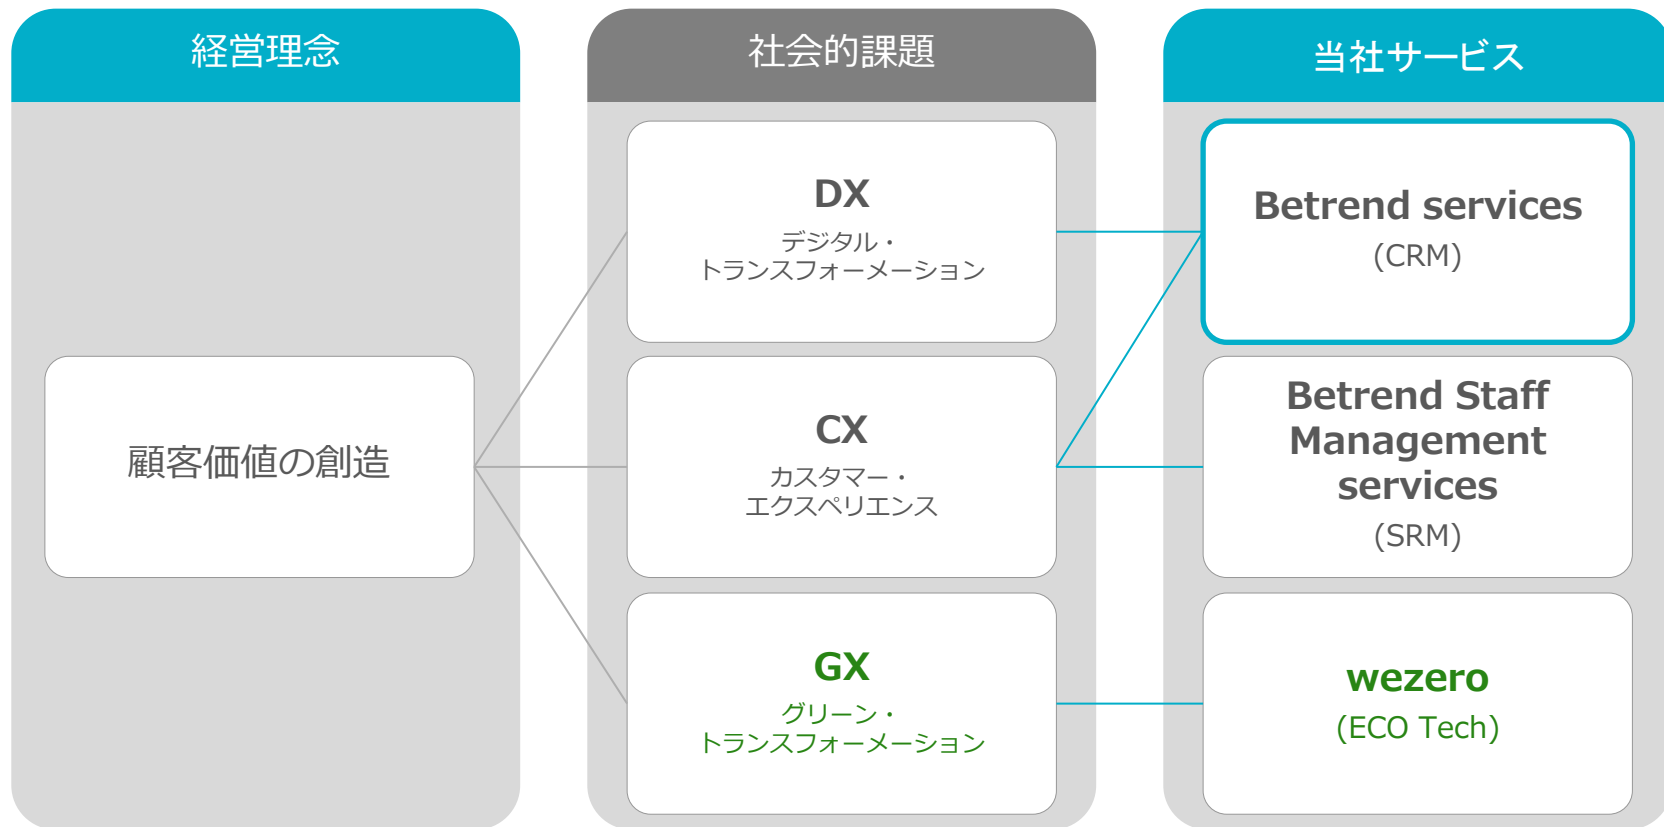 経営理念
社会的課題
当社サービス
顧客価値の創造
DX
デジタル・
トランスフォーメーション
CX
カスタマー・
エクスペリエンス
GX
グリーン・
トランスフォーメーション
Betrend services
(CRM)
Betrend Staff
Management
services
(SRM)
wezero
(ECO Tech)